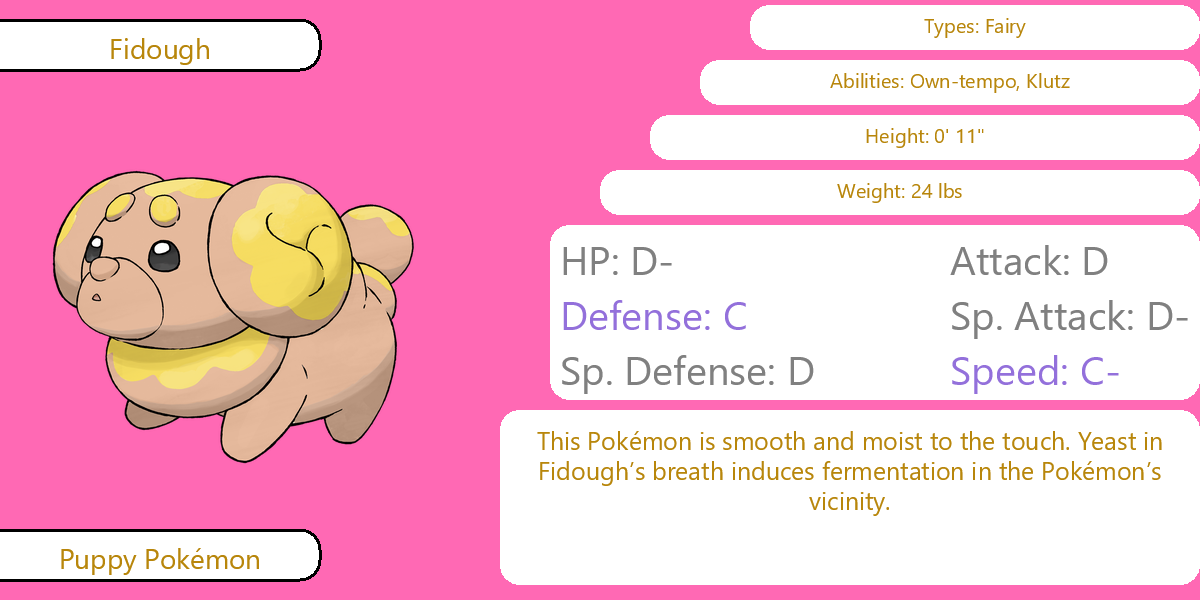 Fidough
Types: Fairy
Abilities: Own-tempo, Klutz
Height: 0' 11"
Weight: 24 lbs
HP: D-
Attack: D
Defense: C
Sp. Attack: D-
Sp. Defense: D
Speed: C-
This Pokémon is smooth and moist to the touch. Yeast in
Fidough’s breath induces fermentation in the Pokémon’s
vicinity.
Puppy Pokémon